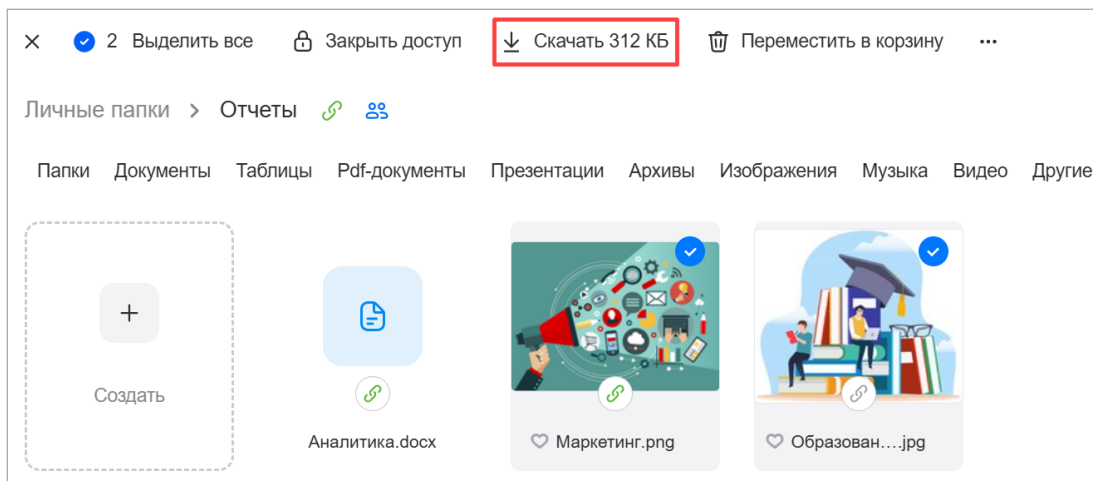 2 Выделить все Закрыть доступ Скачать 312 КБ Переместить в корзину ...
Личные папки > Отчеты
Папки Документы Таблицы Pdf-документы Презентации Архивы Изображения Музыка Видео Другие
Создать
Аналитика.docx Маркетинг.png Образован....jpg